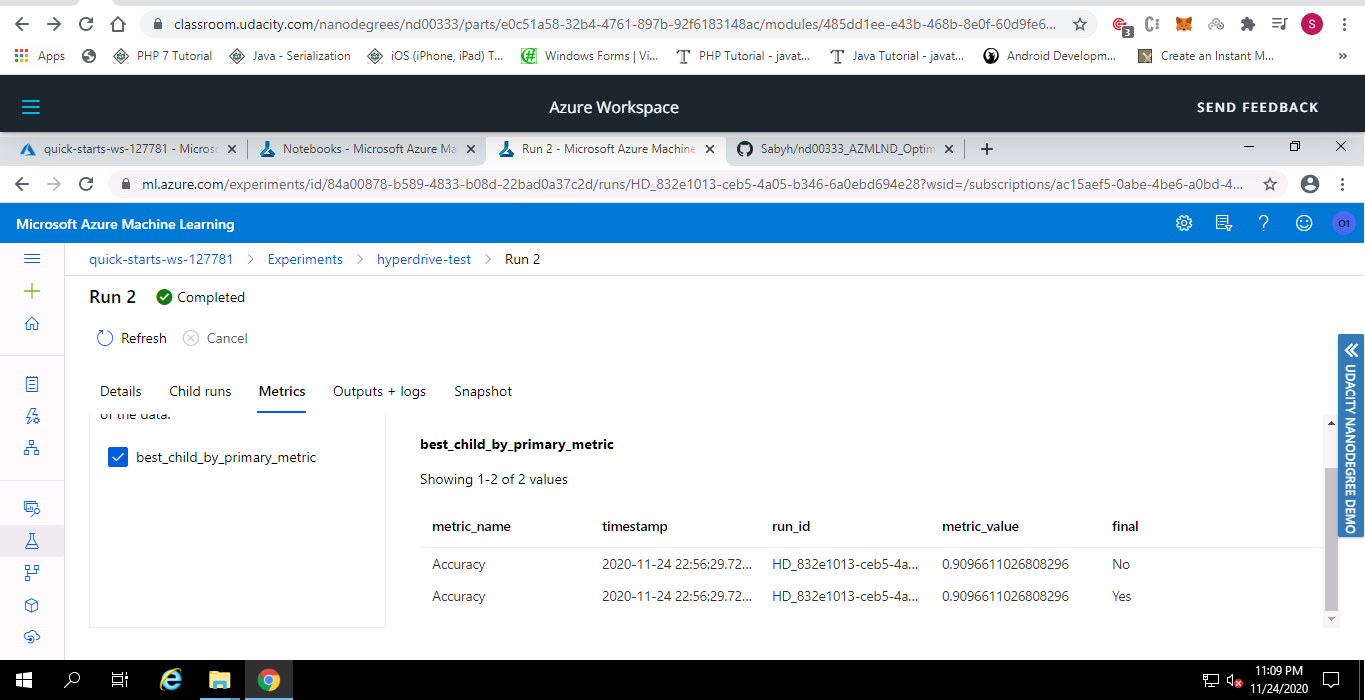 classroom.udacity.com/nanodegrees/nd00333/parts/e0c51a58-32b4-4761-897b-92f6183148ac/modules/485dd1ee-e43b-468b-8e0f-60d9fe6...
3
S
Apps
PHP 7 Tutorial
Java - Serialization
iOS (iPhone, iPad) T...
Windows Forms | Vi...
PHP Tutorial - javat...
Java Tutorial - javat...
Android Developm...
Create an Instant M...
»
Azure Workspace
SEND FEEDBACK
quick-starts-ws-127781 - Micros
Notebooks - Microsoft Azure Ma
Run 2 - Microsoft Azure Machine
Sabyh/nd00333_AZMLND_Optim
ml.azure.com/experiments/id/84a00878-b589-4833-b08d-22bad0a37c2d/runs/HD_832e1013-ceb5-4a05-b346-6a0ebd694e28?wsid=/subscriptions/ac15aef5-0abe-4be6-a0bd-4...
Microsoft Azure Machine Learning
O1
quick-starts-ws-127781 > Experiments > hyperdrive-test > Run 2
Run 2 Completed
Refresh Cancel
Details Child runs Metrics Outputs + logs Snapshot
of the data.
best_child_by_primary_metric
best_child_by_primary_metric
Showing 1-2 of 2 values
metric_name timestamp run_id metric_value final
Accuracy 2020-11-24 22:56:29.72... HD_832e1013-ceb5-4a... 0.9096611026808296 No
Accuracy 2020-11-24 22:56:29.72... HD_832e1013-ceb5-4a... 0.9096611026808296 Yes
UDACITY NANODEGREE DEMO
11:09 PM
11/24/2020